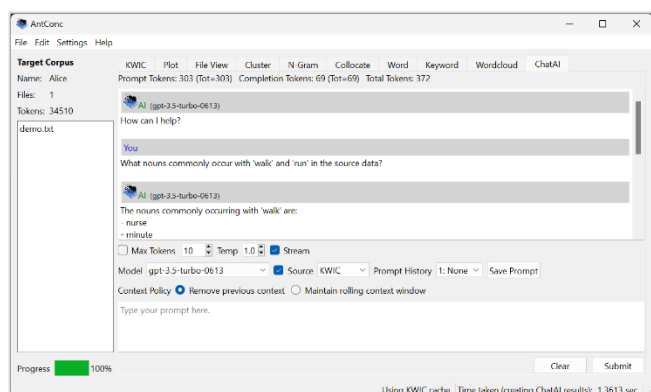 AntConc
File Edit Settings Help
Target Corpus
Name: Alice
Files: 1
Tokens: 34510
demo.txt
KWIC Plot File View Cluster N-Gram Collocate Word Keyword Wordcloud ChatAI
Prompt Tokens: 303 (Tot=303) Completion Tokens: 69 (Tot=69) Total Tokens: 372
AI (gpt-3.5-turbo-0613)
How can I help?
You
What nouns commonly occur with 'walk' and 'run' in the source data?
AI (gpt-3.5-turbo-0613)
The nouns commonly occurring with 'walk' are:
- nurse
- minute
Max Tokens 10 Temp 1.0 Stream
Model gpt-3.5-turbo-0613 Source KWIC Prompt History 1: None Save Prompt
Context Policy Remove previous context Maintain rolling context window
Type your prompt here.
Clear Submit
Progress 100%
Using KWIC cache Time taken (creating ChatAI results): 1.3613 sec